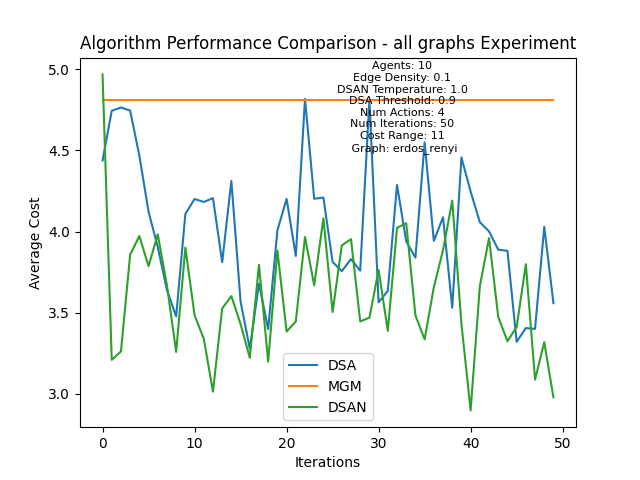 Algorithm Performance Comparison - all graphs Experiment
Agents: 10
Edge Density: 0.1
DSAN Temperature: 1.0
DSA Threshold: 0.9
Num Actions: 4
Num Iterations: 50
Cost Range: 11
Graph: erdos_renyi
Average Cost
5.0
4.5
4.0
3.5
3.0
DSA
MGM
DSAN
0 10 20 30 40 50
Iterations